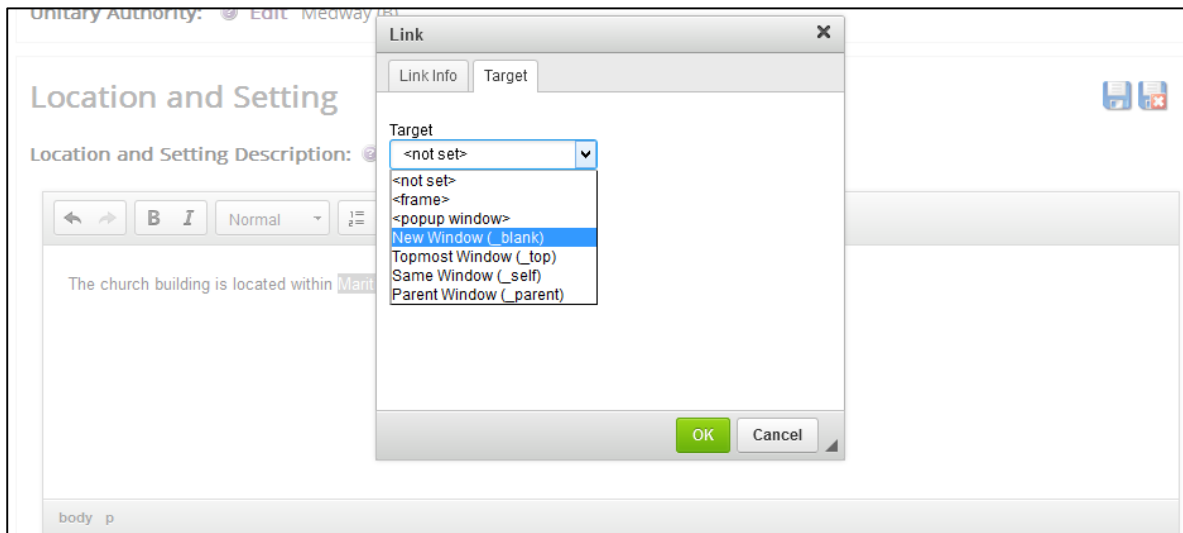 Unitary Authority: Edit Medway (B)
Link
Link Info Target
Location and Setting
Target
Location and Setting Description:
<not set>
<not set>
<frame>
<popup window>
B I Normal
New Window (_blank)
Topmost Window (_top)
Same Window (_self)
The church building is located within Marit
Parent Window (_parent)
OK Cancel
body p